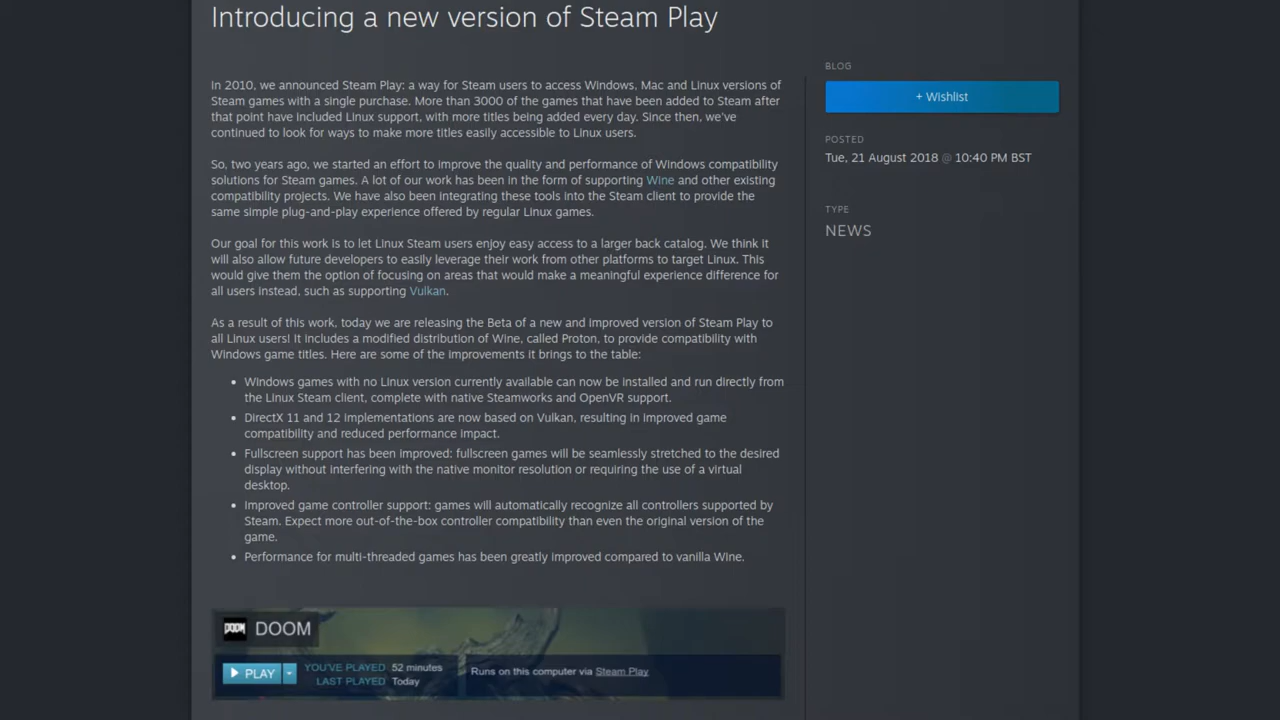 Introducing a new version of Steam Play
In 2010, we announced Steam Play: a way for Steam users to access Windows, Mac and Linux versions of
Steam games with a single purchase. More than 3000 of the games that have been added to Steam after
that point have included Linux support, with more titles being added every day. Since then, we've
continued to look for ways to make more titles easily accessible to Linux users.
So, two years ago, we started an effort to improve the quality and performance of Windows compatibility
solutions for Steam games. A lot of our work has been in the form of supporting Wine and other existing
compatibility projects. We have also been integrating these tools into the Steam client to provide the
same simple plug-and-play experience offered by regular Linux games.
Our goal for this work is to let Linux Steam users enjoy easy access to a larger back catalog. We think it
will also allow future developers to easily leverage their work from other platforms to target Linux. This
would give them the option of focusing on areas that would make a meaningful experience difference for
all users instead, such as supporting Vulkan.
As a result of this work, today we are releasing the Beta of a new and improved version of Steam Play to
all Linux users! It includes a modified distribution of Wine, called Proton, to provide compatibility with
Windows game titles. Here are some of the improvements it brings to the table:
• Windows games with no Linux version currently available can now be installed and run directly from
the Linux Steam client, complete with native Steamworks and OpenVR support.
• DirectX 11 and 12 implementations are now based on Vulkan, resulting in improved game
compatibility and reduced performance impact.
• Fullscreen support has been improved: fullscreen games will be seamlessly stretched to the desired
display without interfering with the native monitor resolution or requiring the use of a virtual
desktop.
• Improved game controller support: games will automatically recognize all controllers supported by
Steam. Expect more out-of-the-box controller compatibility than even the original version of the
game.
• Performance for multi-threaded games has been greatly improved compared to vanilla Wine.
DOOM DOOM
PLAY
YOU'VE PLAYED 52 minutes
LAST PLAYED Today
Runs on this computer via Steam Play
BLOG
+ Wishlist
POSTED
Tue, 21 August 2018 @ 10:40 PM BST
TYPE
NEWS